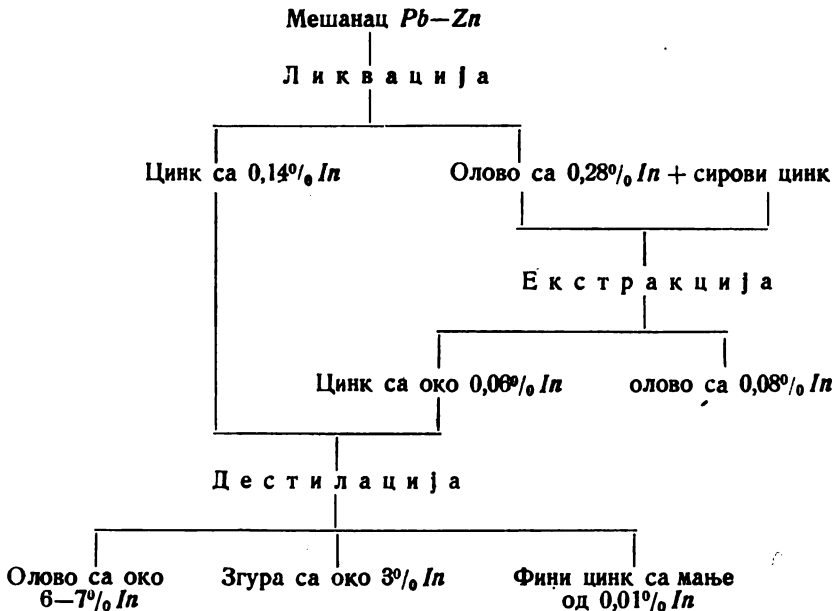 Мешанац Pb—Zn
Ликвација
Цинк са 0,14% In
Олово са 0,28% In + сирови цинк
Екстракција
Цинк са око 0,06% In
олово са 0,08% In
Дестилација
Олово са око
6—7% In
Згура са око 3% In
Фини цинк са мање
од 0,01% In